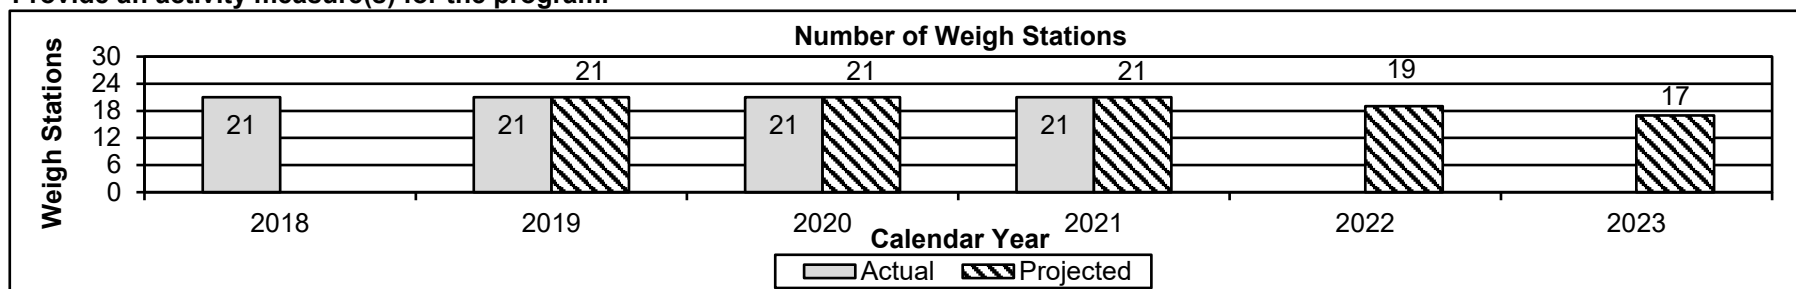 Provide an activity measure(s) for the program.
Number of Weigh Stations
Weigh Stations
30
24
18
12
6
0
21 21 21 19 17
21 21 21 21
2018 2019 2020 2021 2022 2023
Calendar Year
Actual Projected